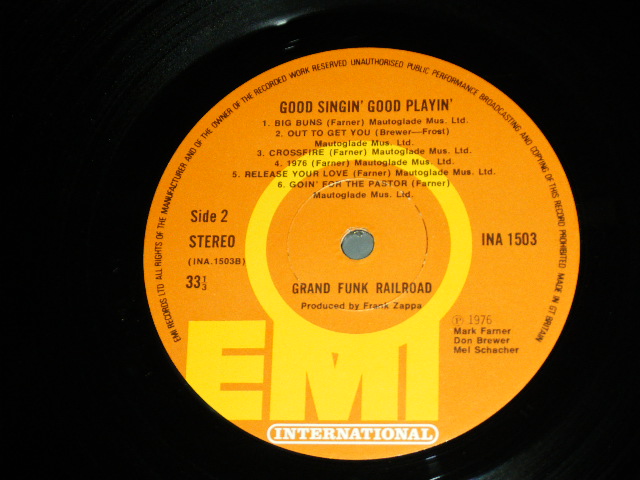 EMI RECORDS LTD ALL RIGHTS OF THE MANUFACTURER AND OF THE OWNER OF THE RECORDED WORK RESERVED UNAUTHORISED PUBLIC PERFORMANCE BROADCASTING AND COPYING OF THIS RECORD PROHIBITED MADE IN GT BRITAIN
GOOD SINGIN' GOOD PLAYIN'
1. BIG BUNS (Farner) Mautoglade Mus. Ltd.
2. OUT TO GET YOU (Brewer—Frost)
Mautoglade Mus. Ltd.
3. CROSSFIRE (Farner) Mautoglade Mus. Ltd.
4. 1976 (Farner) Mautoglade Mus. Ltd.
5. RELEASE YOUR LOVE (Farner) Mautoglade Mus. Ltd.
6. GOIN' FOR THE PASTOR (Farner)
Mautoglade Mus. Ltd.
Side 2
STEREO
(INA.1503B)
33⅓
INA 1503
GRAND FUNK RAILROAD
Produced by Frank Zappa
℗ 1976
Mark Farner
Don Brewer
Mel Schacher
EMI
INTERNATIONAL